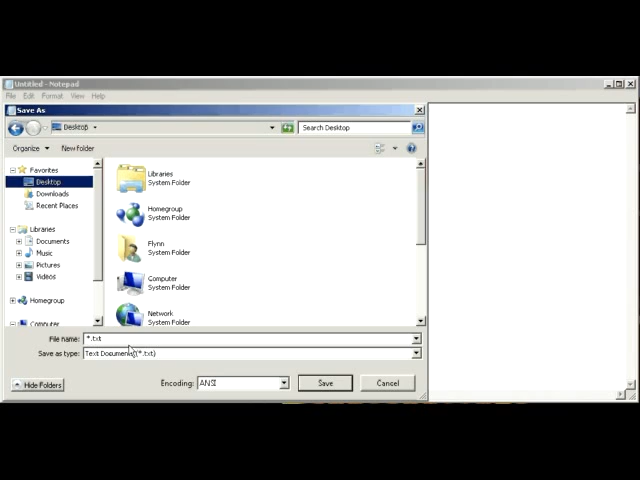 Untitled - Notepad
File Edit Format View Help
Save As
Desktop
Search Desktop
Organize New folder
Favorites
Desktop
Downloads
Recent Places
Libraries
Documents
Music
Pictures
Videos
Homegroup
Computer
Libraries
System Folder
Homegroup
System Folder
Flynn
System Folder
Computer
System Folder
Network
System Folder
File name: *.txt
Save as type: Text Documents (*.txt)
Hide Folders
Encoding: ANSI
Save
Cancel